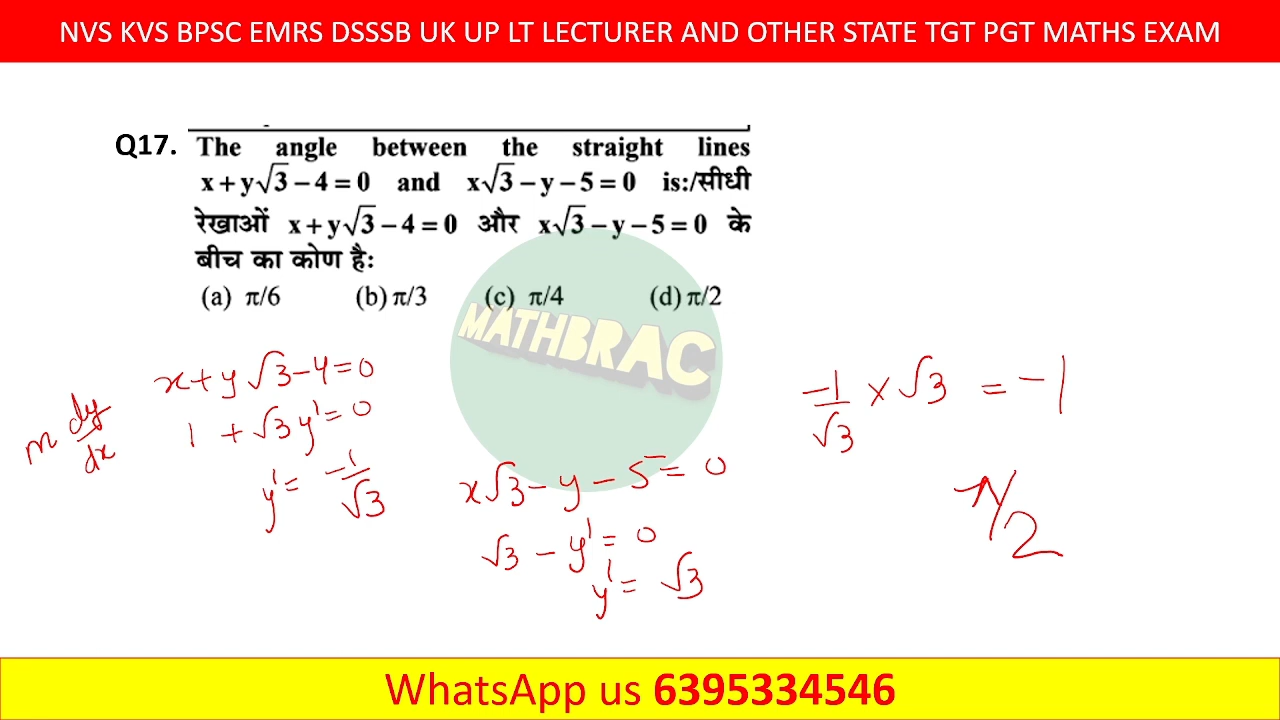 NVS KVS BPSC EMRS DSSSB UK UP LT LECTURER AND OTHER STATE TGT PGT MATHS EXAM
Q17. The angle between the straight lines
x + y√3 – 4 = 0 and x√3 – y – 5 = 0 is:/सीधी
रेखाओं x + y√3 – 4 = 0 और x√3 – y – 5 = 0 के
बीच का कोण है:
(a) π/6 (b) π/3 (c) π/4 (d) π/2
MATHBRAC
x + y √3 – 4 = 0
m dy/dx
1 + √3 y' = 0
y' = -1/√3
x√3 – y – 5 = 0
√3 – y' = 0
y' = √3
-1/√3 × √3 = -1
π/2
WhatsApp us 6395334546